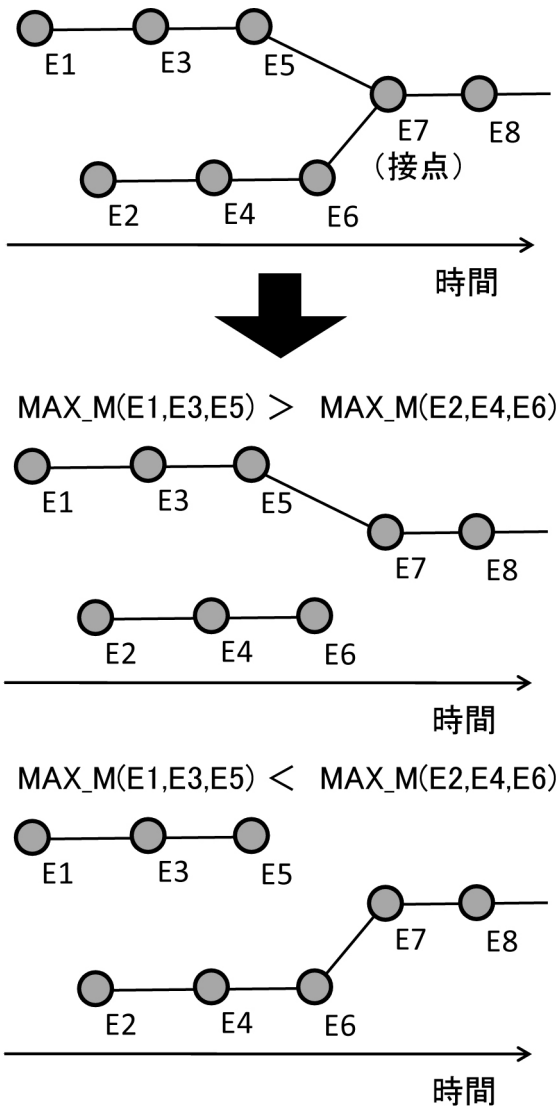 E1 E3 E5
E7 E8
(接点)
E2 E4 E6
時間
MAX_M(E1,E3,E5) > MAX_M(E2,E4,E6)
E1 E3 E5
E7 E8
E2 E4 E6
時間
MAX_M(E1,E3,E5) < MAX_M(E2,E4,E6)
E1 E3 E5
E7 E8
E2 E4 E6
時間